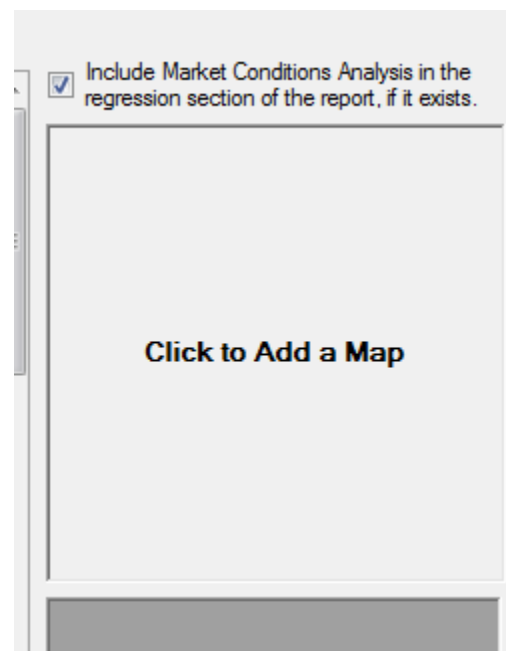 Include Market Conditions Analysis in the
regression section of the report, if it exists.
Click to Add a Map